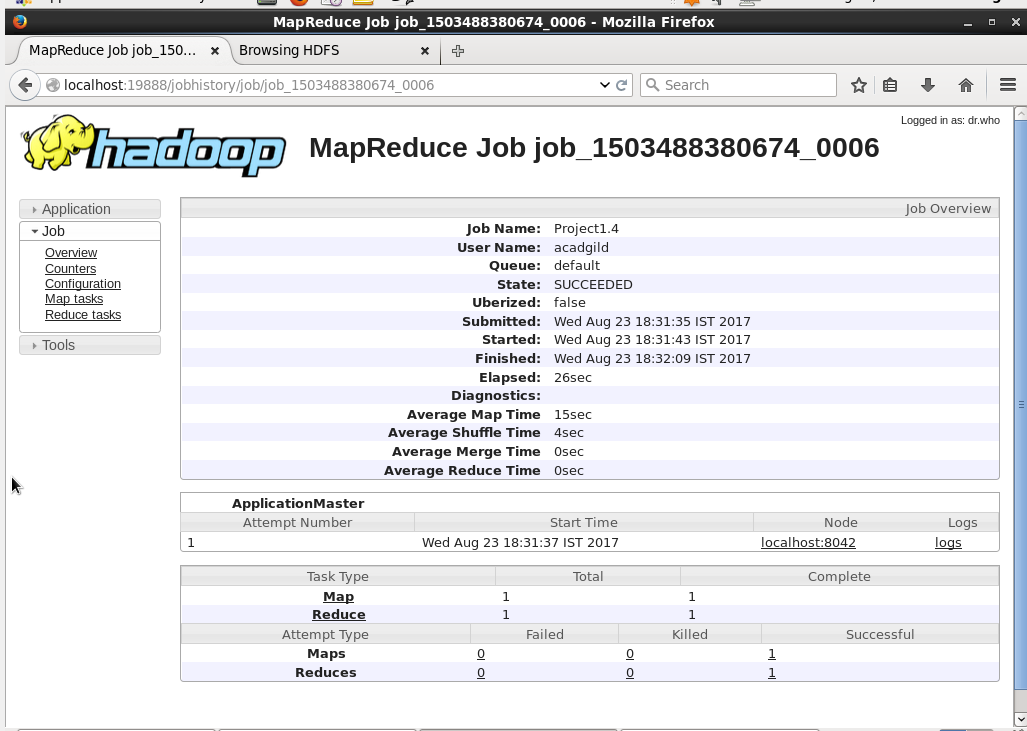 MapReduce Job job_1503488380674_0006 - Mozilla Firefox
MapReduce Job job_150... Browsing HDFS
localhost:19888/jobhistory/job/job_1503488380674_0006 Search
Logged in as: dr.who
hadoop MapReduce Job job_1503488380674_0006
Application
Job
Overview
Counters
Configuration
Map tasks
Reduce tasks
Tools
Job Overview
Job Name: Project1.4
User Name: acadgild
Queue: default
State: SUCCEEDED
Uberized: false
Submitted: Wed Aug 23 18:31:35 IST 2017
Started: Wed Aug 23 18:31:43 IST 2017
Finished: Wed Aug 23 18:32:09 IST 2017
Elapsed: 26sec
Diagnostics:
Average Map Time 15sec
Average Shuffle Time 4sec
Average Merge Time 0sec
Average Reduce Time 0sec
ApplicationMaster
Attempt Number Start Time Node Logs
1 Wed Aug 23 18:31:37 IST 2017 localhost:8042 logs
Task Type Total Complete
Map 1 1
Reduce 1 1
Attempt Type Failed Killed Successful
Maps 0 0 1
Reduces 0 0 1